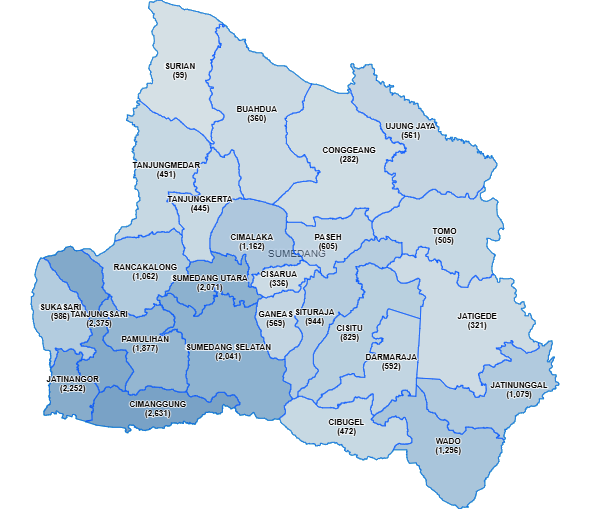 SURIAN
(99)
BUAHDUA
(360)
UJUNG JAYA
(561)
CONGGEANG
(282)
TANJUNGMEDAR
(491)
TANJUNGKERTA
(445)
CIMALAKA
(1,162)
PASEH
(605)
TOMO
(505)
SUMEDANG
RANCAKALONG
(1,062)
SUMEDANG UTARA
(2,071)
CISARUA
(336)
SUKASARI
(986)
TANJUNGSARI
(2,375)
GANEAS
(569)
SITURAJA
(944)
CISITU
(829)
JATIGEDE
(321)
PAMULIHAN
(1,877)
SUMEDANG SELATAN
(2,041)
DARMARAJA
(592)
JATINANGOR
(2,252)
JATINUNGGAL
(1,079)
CIMANGGUNG
(2,631)
CIBUGEL
(472)
WADO
(1,296)